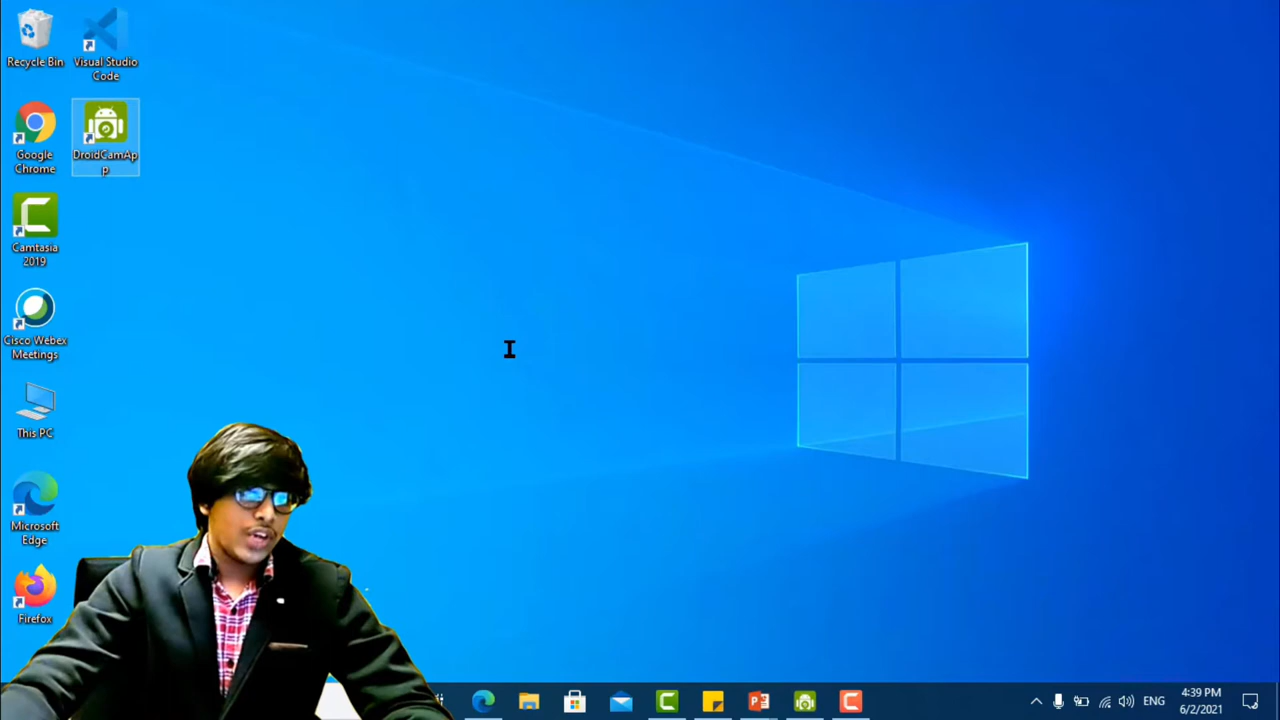 Recycle Bin
Visual Studio
Code
Google
Chrome
DroidCamAp
p
Camtasia
2019
Cisco Webex
Meetings
This PC
Microsoft
Edge
Firefox
ENG
4:39 PM
6/2/2021